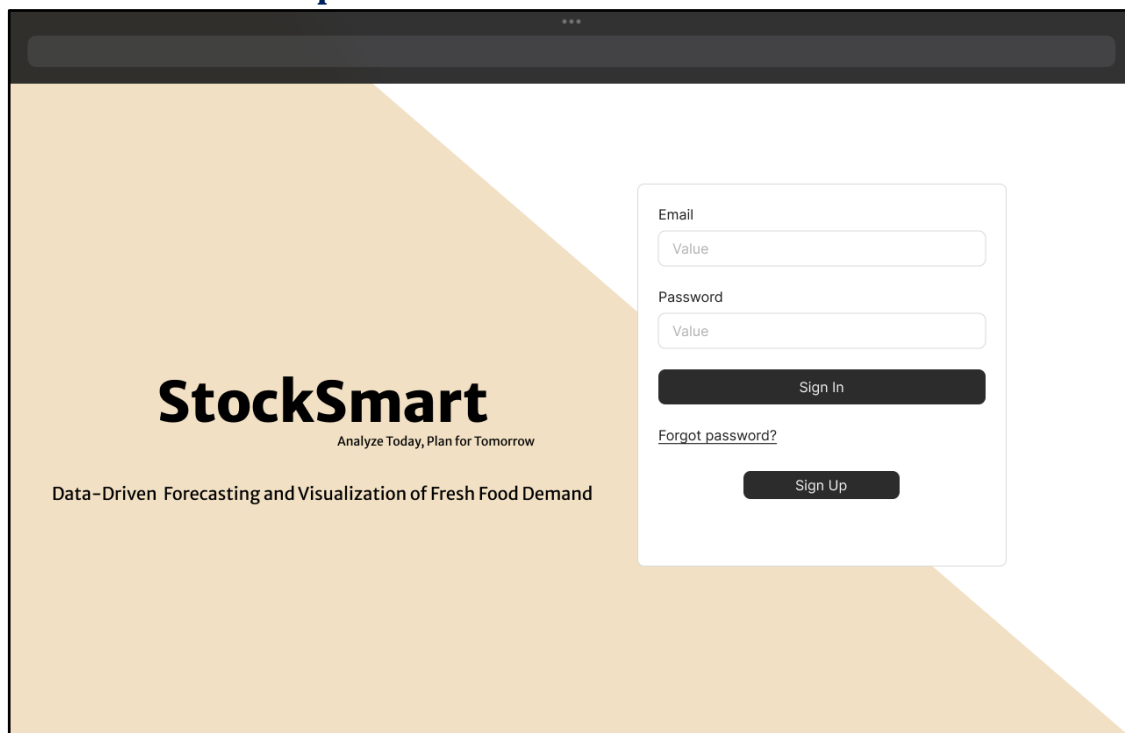 StockSmart
Analyze Today, Plan for Tomorrow
Data-Driven Forecasting and Visualization of Fresh Food Demand
Email
Value
Password
Value
Sign In
Forgot password?
Sign Up